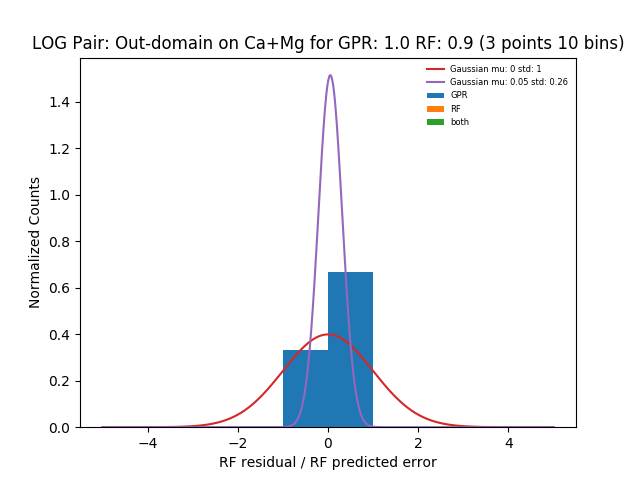 LOG Pair: Out-domain on Ca+Mg for GPR: 1.0 RF: 0.9 (3 points 10 bins)
Gaussian mu: 0 std: 1
Gaussian mu: 0.05 std: 0.26
GPR
RF
both
Normalized Counts
1.4
1.2
1.0
0.8
0.6
0.4
0.2
0.0
−4 −2 0 2 4
RF residual / RF predicted error